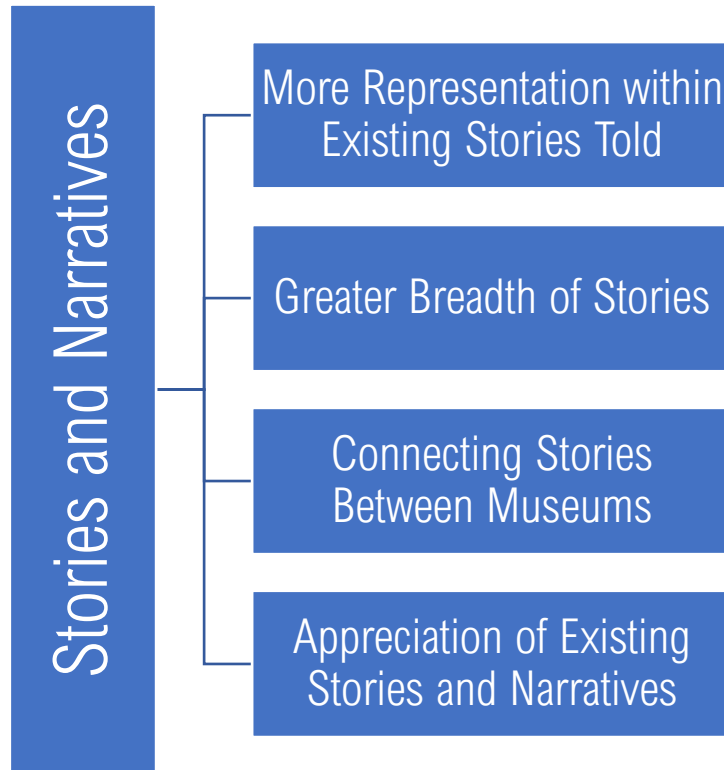 Stories and Narratives
More Representation within
Existing Stories Told
Greater Breadth of Stories
Connecting Stories
Between Museums
Appreciation of Existing
Stories and Narratives